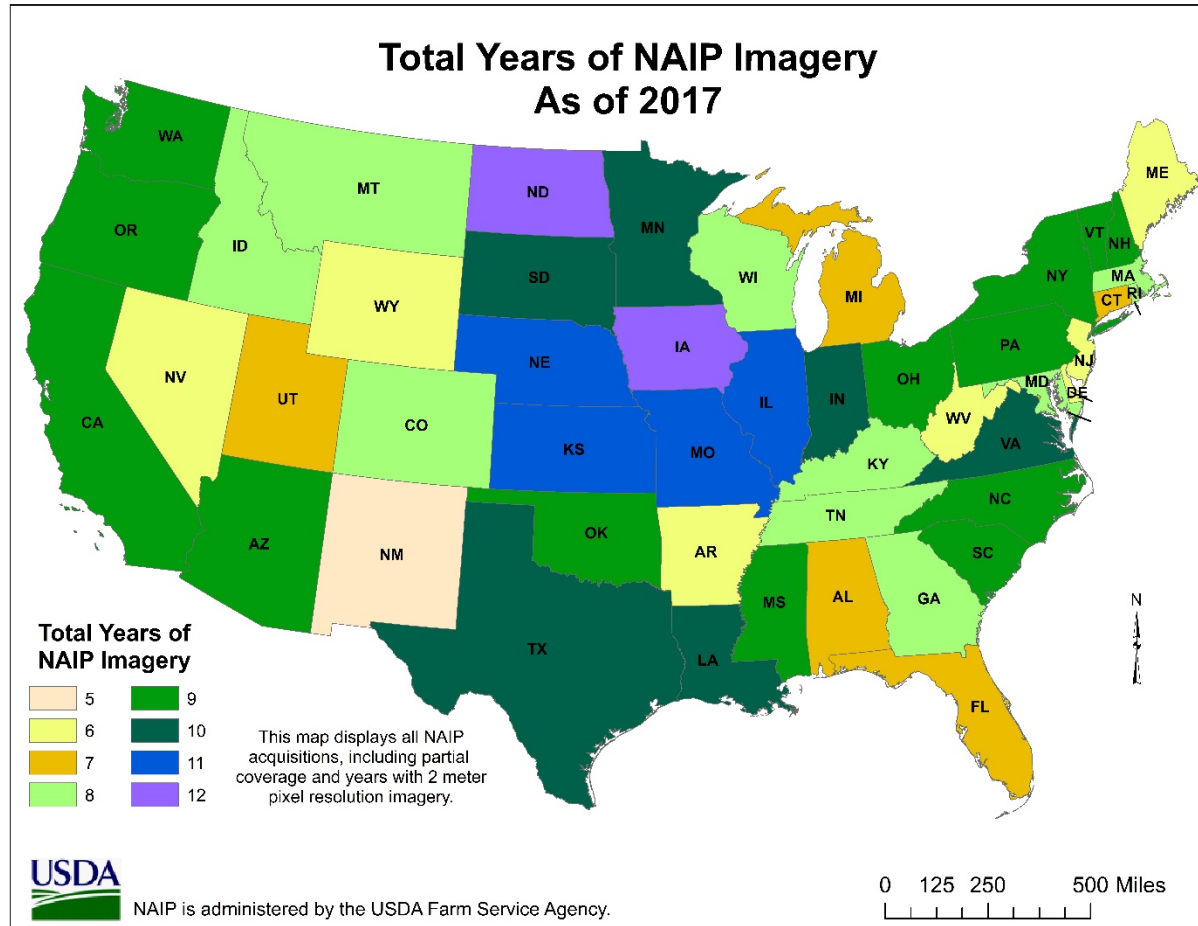 Total Years of NAIP Imagery
As of 2017
WA
MT
ND
MN
ME
OR
ID
SD
WI
VT
NH
NY
MA
WY
MI
CT
RI
IA
PA
NE
NV
NJ
OH
MD
IL
IN
DE
UT
CO
WV
CA
KS
MO
VA
KY
NC
TN
OK
AZ
NM
AR
SC
MS
AL
GA
N
TX
LA
FL
Total Years of
NAIP Imagery
5
9
6
10
7
11
8
12
This map displays all NAIP
acquisitions, including partial
coverage and years with 2 meter
pixel resolution imagery.
USDA
NAIP is administered by the USDA Farm Service Agency.
0 125 250 500 Miles